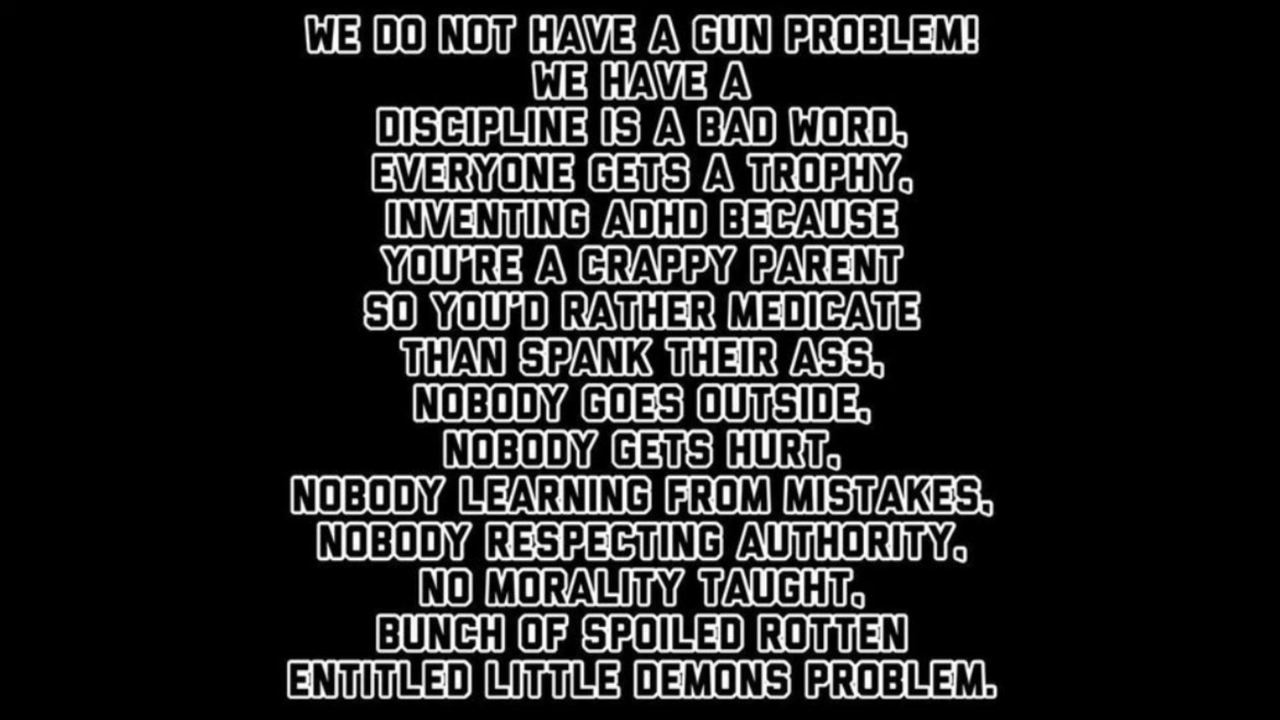 WE DO NOT HAVE A GUN PROBLEM!
WE HAVE A
DISCIPLINE IS A BAD WORD,
EVERYONE GETS A TROPHY,
INVENTING ADHD BECAUSE
YOU'RE A CRAPPY PARENT
SO YOU'D RATHER MEDICATE
THAN SPANK THEIR ASS,
NOBODY GOES OUTSIDE,
NOBODY GETS HURT,
NOBODY LEARNING FROM MISTAKES,
NOBODY RESPECTING AUTHORITY,
NO MORALITY TAUGHT,
BUNCH OF SPOILED ROTTEN
ENTITLED LITTLE DEMONS PROBLEM.